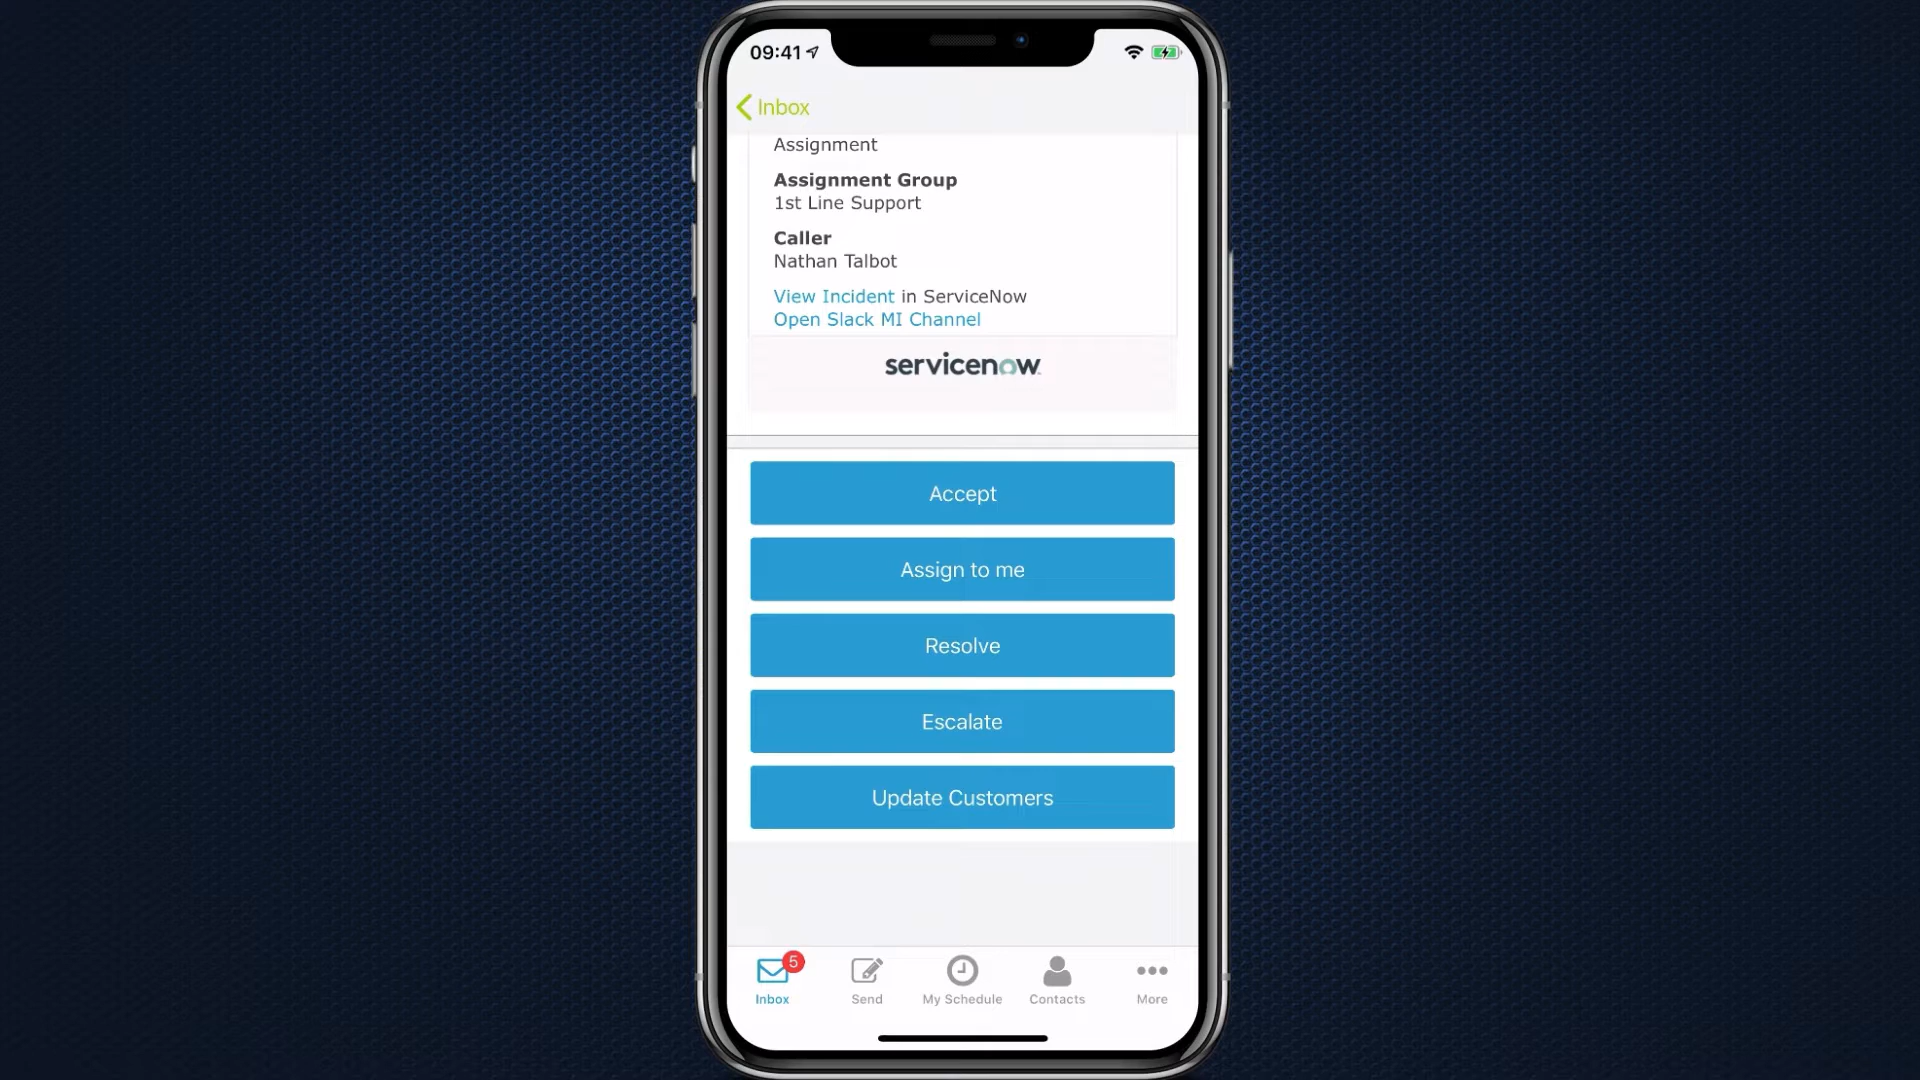 09:41
Inbox
Assignment
Assignment Group
1st Line Support
Caller
Nathan Talbot
View Incident in ServiceNow
Open Slack MI Channel
servicenow
Accept
Assign to me
Resolve
Escalate
Update Customers
5
Inbox
Send
My Schedule
Contacts
More